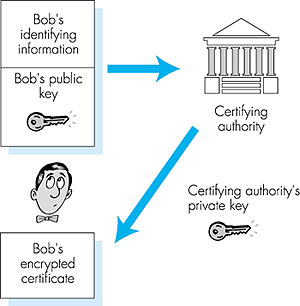 Bob's
identifying
information
Bob's public
key
Certifying
authority
Certifying authority's
private key
Bob's
encrypted
certificate